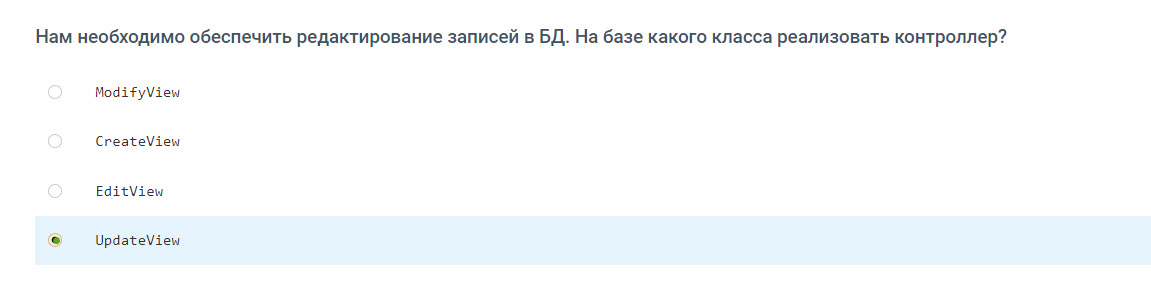 Нам необходимо обеспечить редактирование записей в БД. На базе какого класса реализовать контроллер?
ModifyView
CreateView
EditView
UpdateView